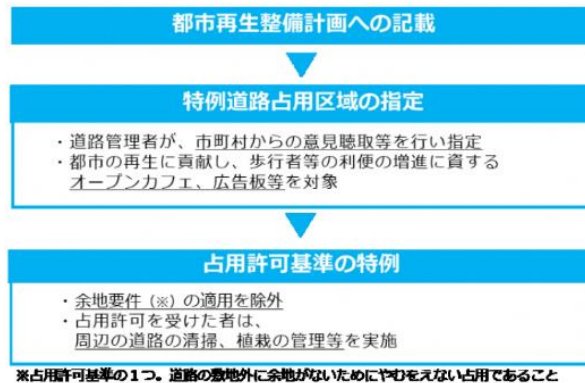 都市再生整備計画への記載
特例道路占用区域の指定
・道路管理者が、市町村からの意見聴取等を行い指定
・都市の再生に貢献し、歩行者等の利便の増進に資する
オープンカフェ、広告板等を対象
占用許可基準の特例
・余地要件（※）の適用を除外
・占用許可を受けた者は、
周辺の道路の清掃、植栽の管理等を実施
※占用許可基準の1つ。道路の敷地外に余地がないためにやむをえない占用であること